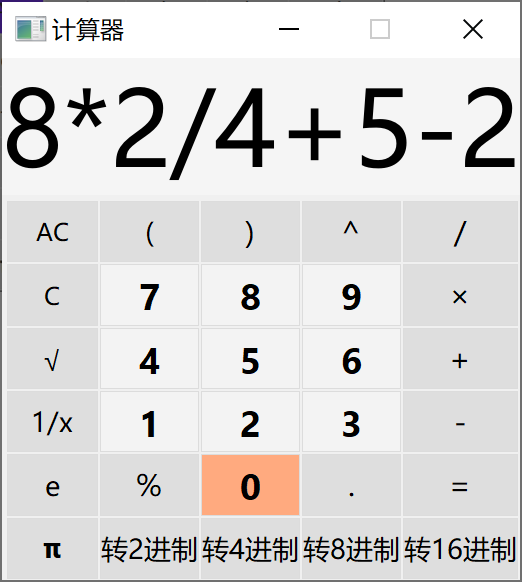 计算器
8*2/4+5-2
AC ( ) ^ /
C 7 8 9 ×
√ 4 5 6 +
1/x 1 2 3 -
e % 0 . =
π 转2进制 转4进制 转8进制 转16进制